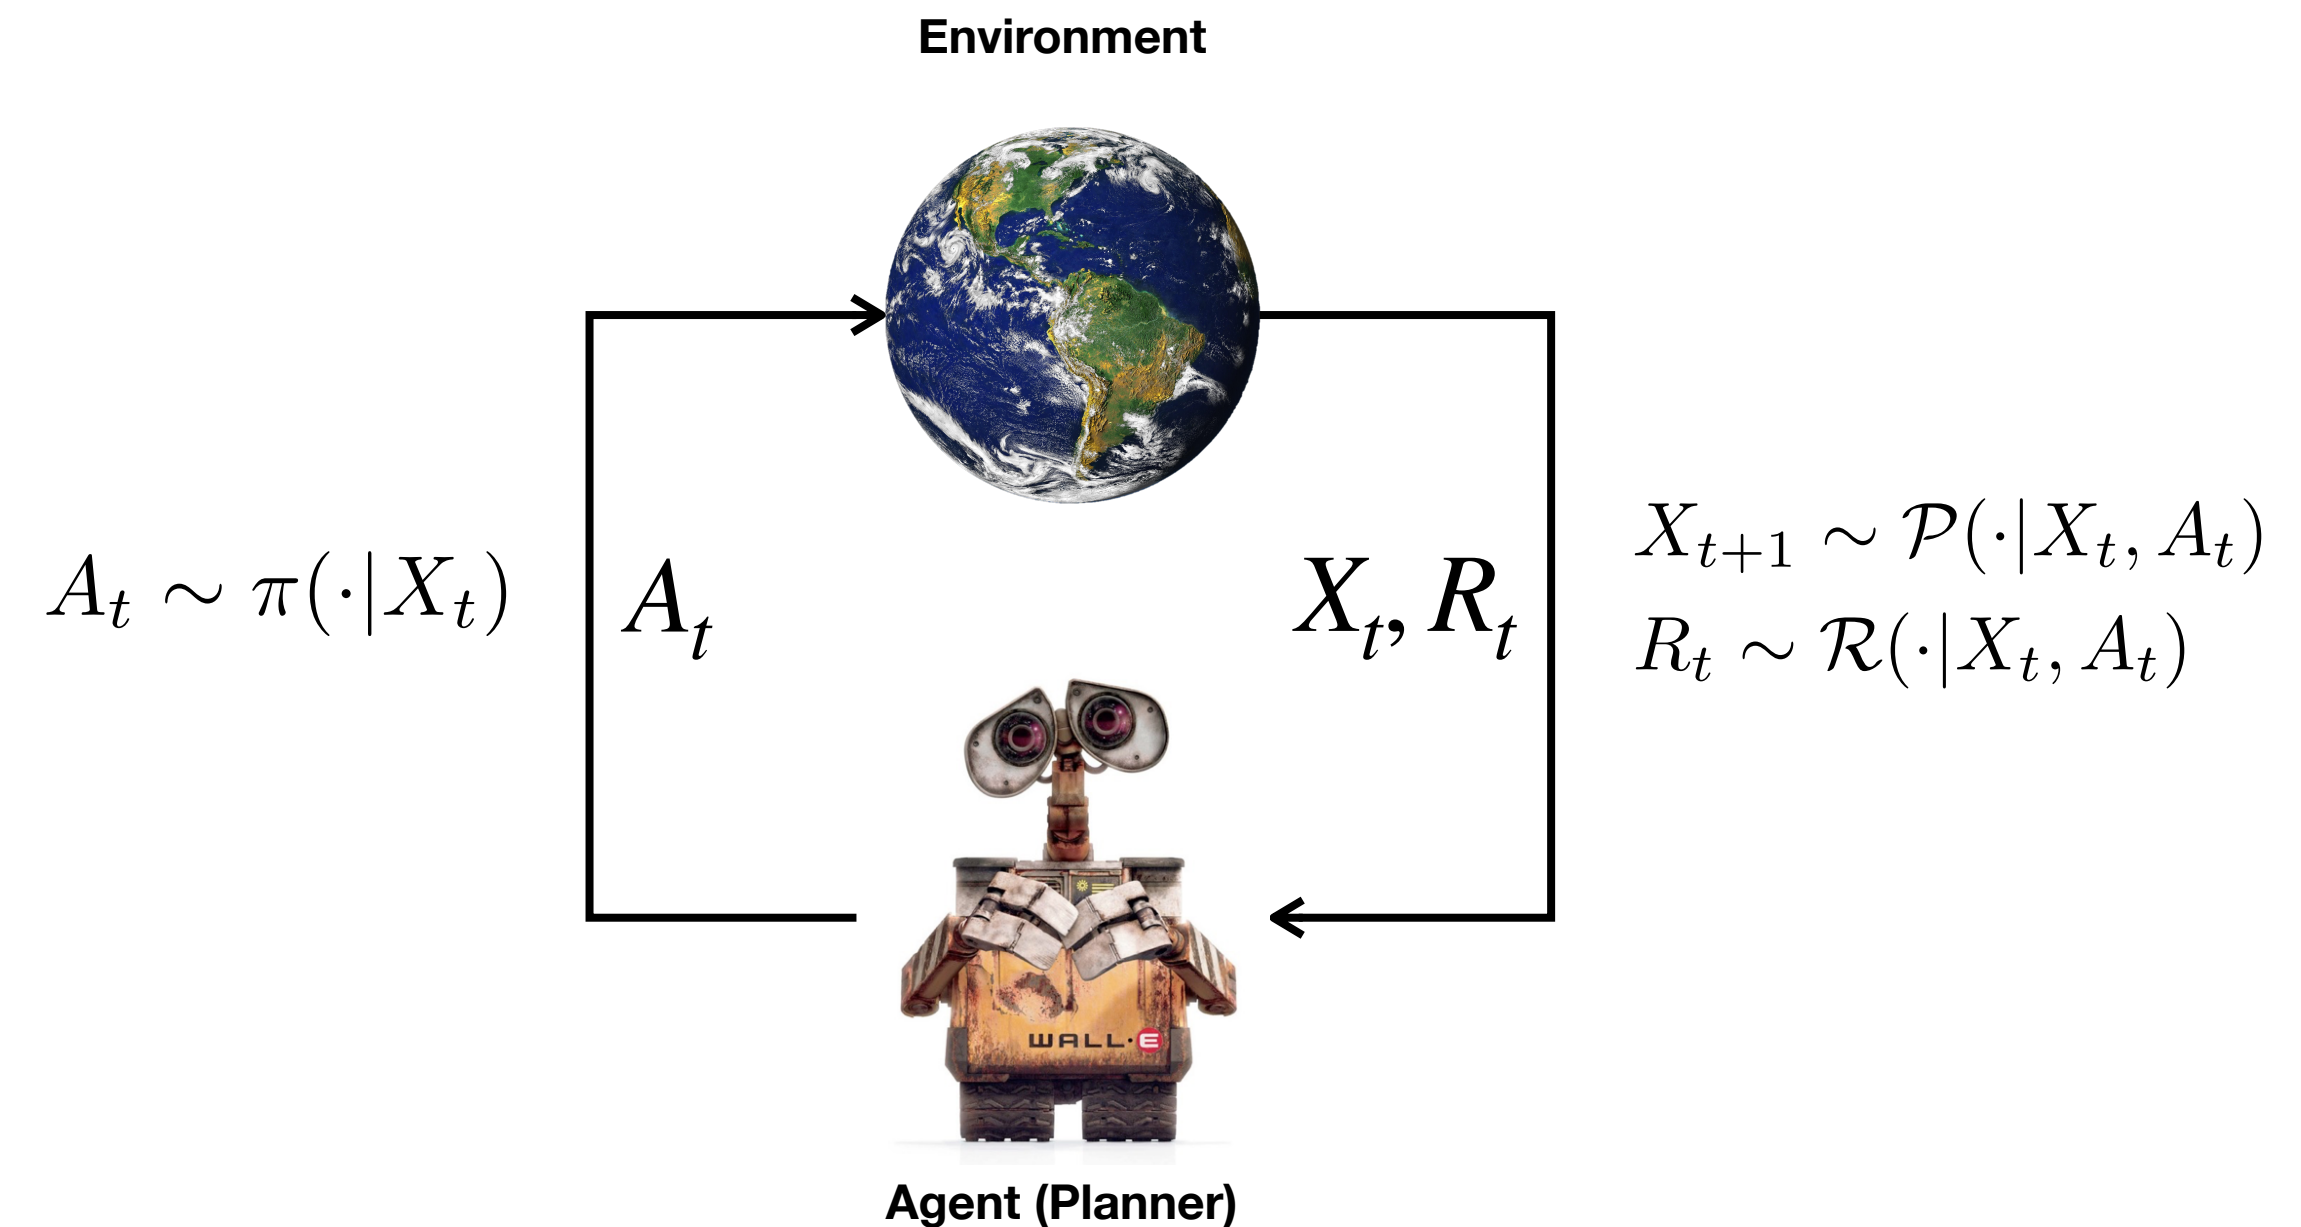 Environment
A_t ∼ π(·|X_t)
A_t
X_t, R_t
X_{t+1} ∼ 𝒫(·|X_t, A_t)
R_t ∼ ℛ(·|X_t, A_t)
WALL·E
Agent (Planner)